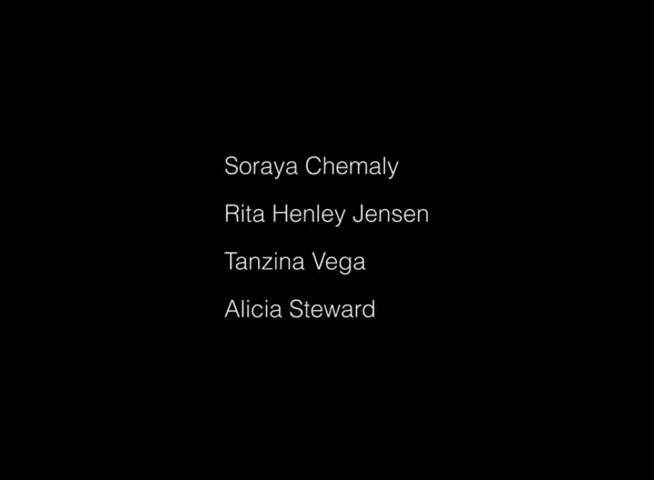 Soraya Chemaly
Rita Henley Jensen
Tanzina Vega
Alicia Steward